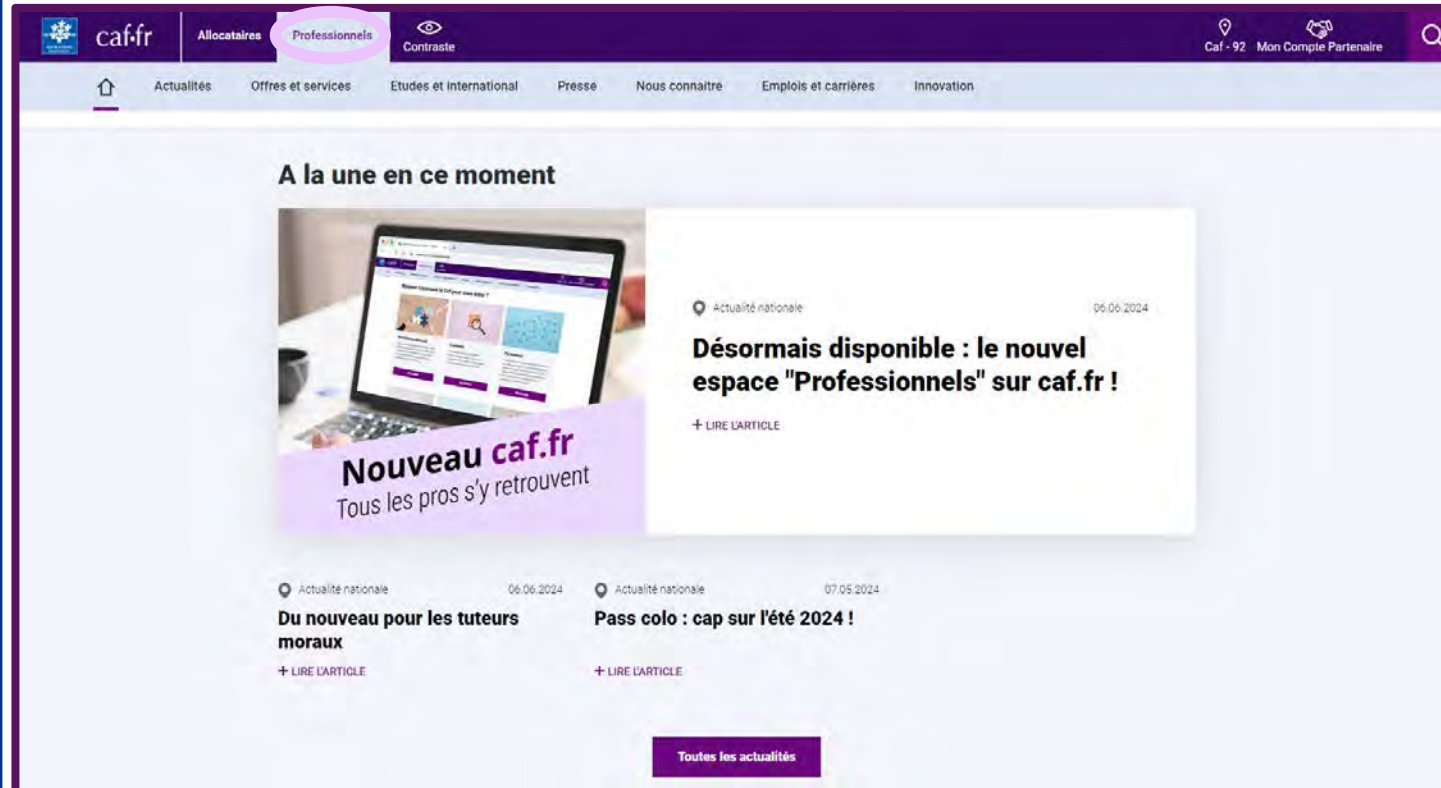 caf.fr
Allocataires
Professionnels
Contraste
Caf - 92
Mon Compte Partenaire
Actualités
Offres et services
Etudes et international
Presse
Nous connaitre
Emplois et carrières
Innovation
A la une en ce moment
Nouveau caf.fr
Tous les pros s'y retrouvent
Actualité nationale
06.06.2024
Désormais disponible : le nouvel
espace "Professionnels" sur caf.fr !
+ LIRE L'ARTICLE
Actualité nationale
06.06.2024
Du nouveau pour les tuteurs
moraux
+ LIRE L'ARTICLE
Actualité nationale
07.05.2024
Pass colo : cap sur l'été 2024 !
+ LIRE L'ARTICLE
Toutes les actualités